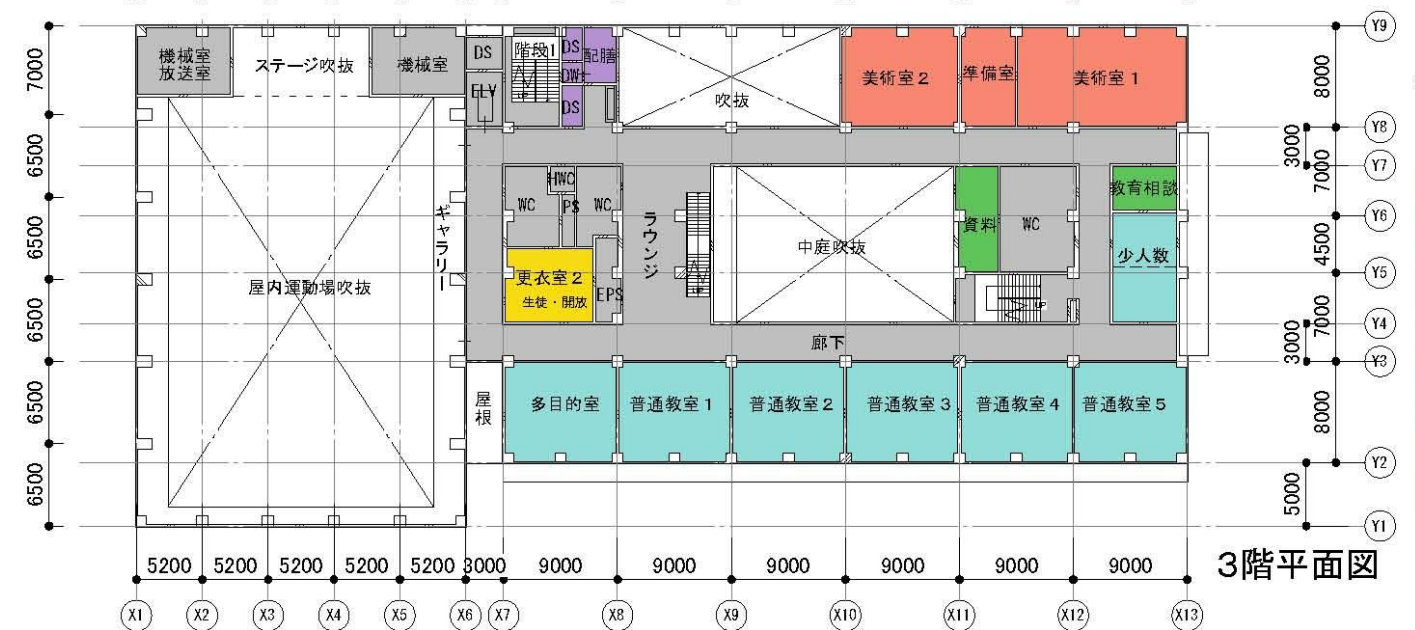 機械室
放送室
ステージ吹抜
機械室
DS
ELV
階段1
DS
DW
DS
配膳
吹抜
美術室2
準備室
美術室1
HWC
WC
PS
WC
ラウンジ
中庭吹抜
資料
WC
教育相談
少人数
ギャラリー
屋内運動場吹抜
更衣室2
生徒・開放
EPS
廊下
屋根
多目的室
普通教室1
普通教室2
普通教室3
普通教室4
普通教室5
7000
6500
6500
6500
6500
6500
8000
3000
7000
4500
7000
3000
8000
5000
Y9
Y8
Y7
Y6
Y5
Y4
Y3
Y2
Y1
5200 5200 5200 5200 5200 3000 9000 9000 9000 9000 9000 9000
X1 X2 X3 X4 X5 X6 X7 X8 X9 X10 X11 X12 X13
3階平面図